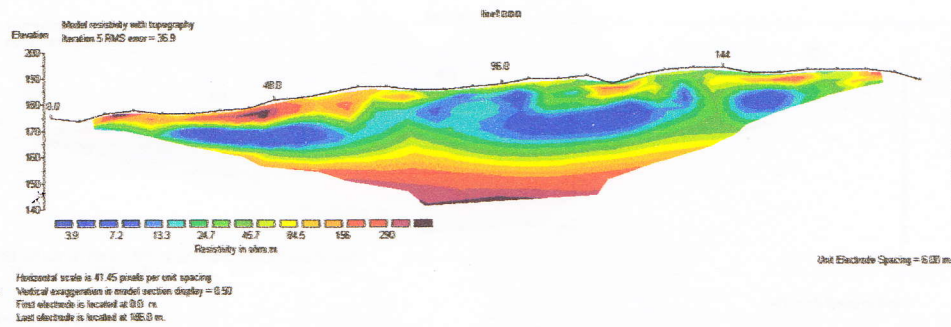 Model resistivity with topography
Elevation Iteration 5 RMS error = 36.9
200
190
180
170
160
150
140
0.0
48.0
96.0
144
3.9 7.2 13.3 24.7 45.7 84.5 156 290
Resistivity in ohm.m
Unit Electrode Spacing = 6.00 m.
Horizontal scale is 41.45 pixels per unit spacing
Vertical exaggeration in model section display = 0.50
First electrode is located at 0.0 m.
Last electrode is located at m.